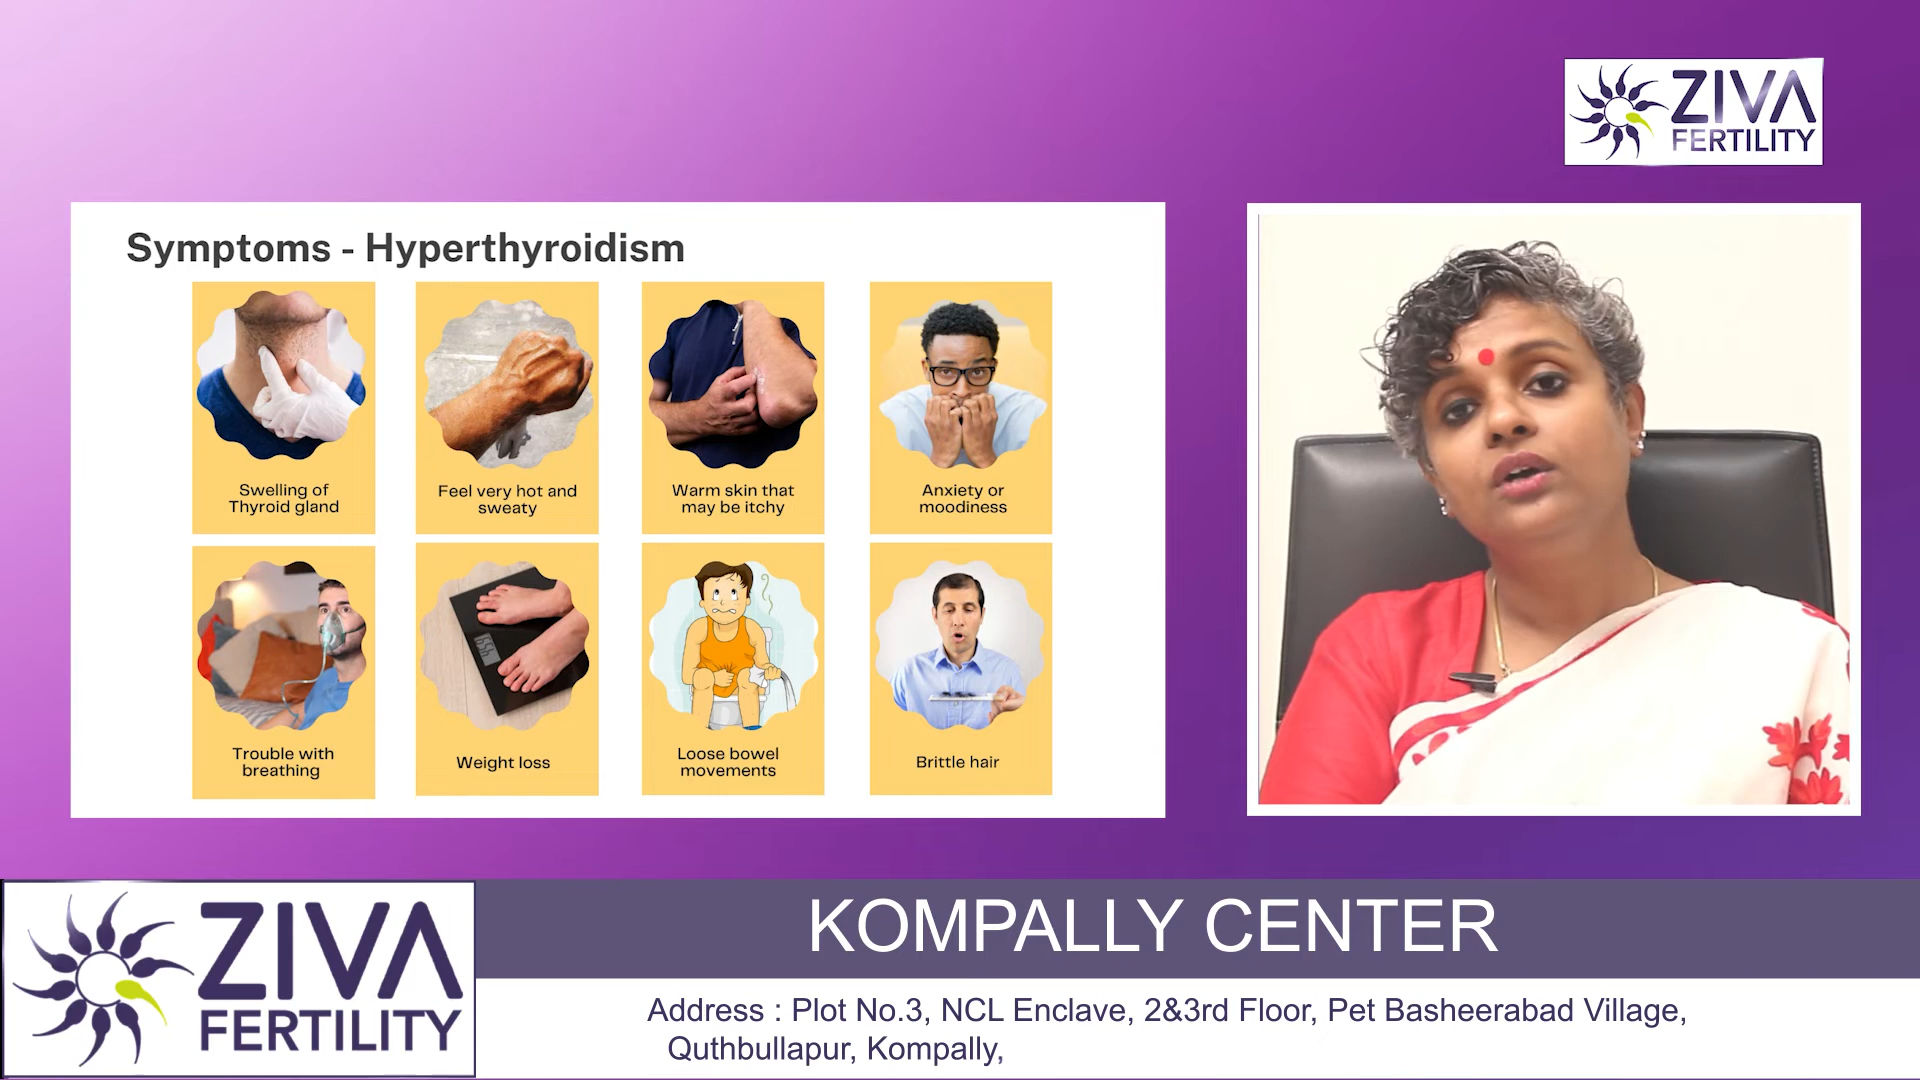 ZIVA
FERTILITY
Symptoms - Hyperthyroidism
Swelling of
Thyroid gland
Feel very hot and
sweaty
Warm skin that
may be itchy
Anxiety or
moodiness
Trouble with
breathing
Weight loss
Loose bowel
movements
Brittle hair
ZIVA
FERTILITY
KOMPALLY CENTER
Address : Plot No.3, NCL Enclave, 2&3rd Floor, Pet Basheerabad Village,
Quthbullapur, Kompally,